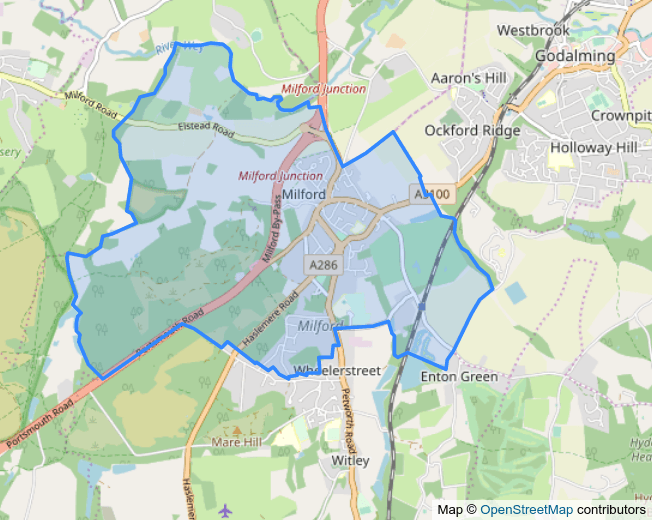 Westbrook
River Wey
Godalming
Aaron's Hill
Milford Junction
Milford Road
Crownpit
Elstead Road
Ockford Ridge
Holloway Hill
Milford Junction
Milford
A3100
Milford By-Pass
A286
Haslemere Road
Portsmouth Road
Milford
Wheelerstreet
Enton Green
Petworth Road
Portsmouth Road
Mare Hill
Witley
Haslemere
Map © OpenStreetMap contributors